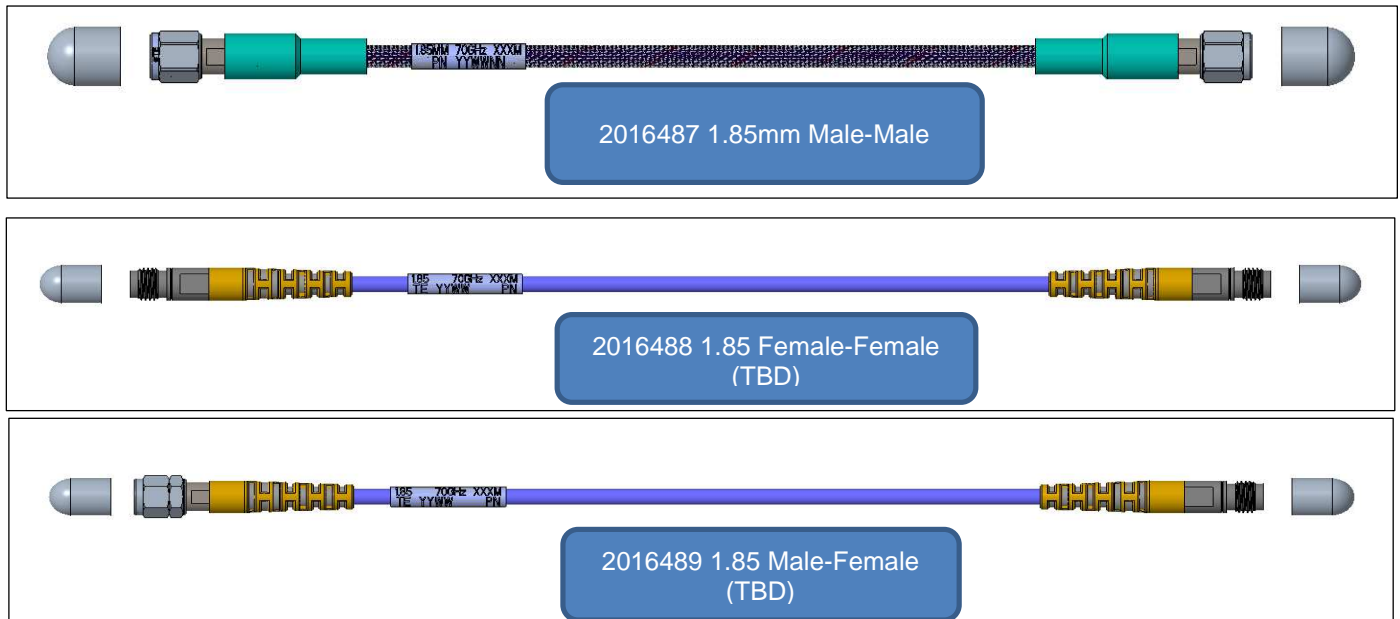 1.85MM 70GHz XXXM
PN YYWWNN
2016487 1.85mm Male-Male
1.85 70GHz XXXM
TE YYWW PN
2016488 1.85 Female-Female
(TBD)
1.85 70GHz XXXM
TE YYWW PN
2016489 1.85 Male-Female
(TBD)